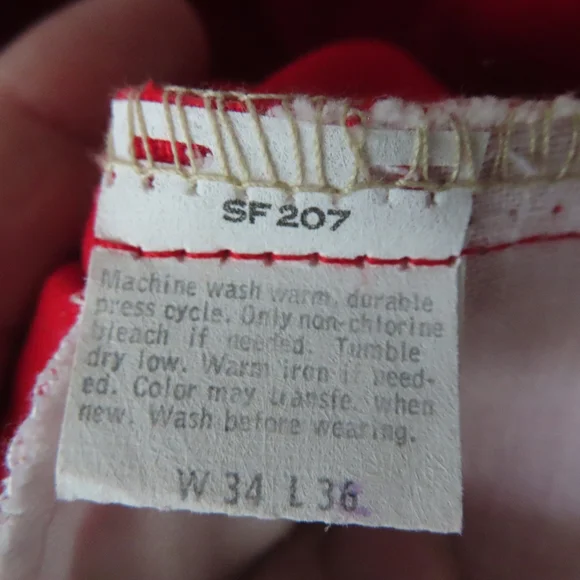 SF 207
Machine wash warm, durable
press cycle. Only non-chlorine
bleach if needed. Tumble
dry low. Warm iron if need-
ed. Color may transfe. when
new. Wash before wearing.
W 34 L 36